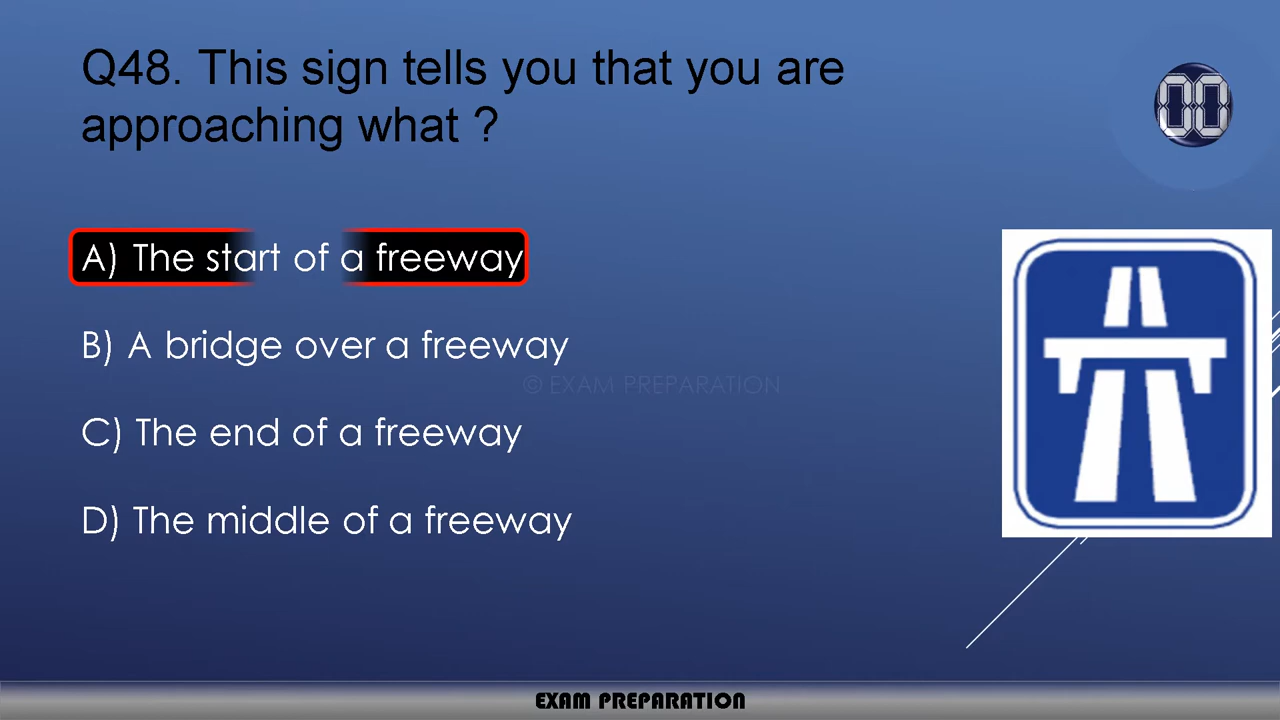 Q48. This sign tells you that you are
approaching what ?
00
A) The start of a freeway
B) A bridge over a freeway
© EXAM PREPARATION
C) The end of a freeway
D) The middle of a freeway
EXAM PREPARATION